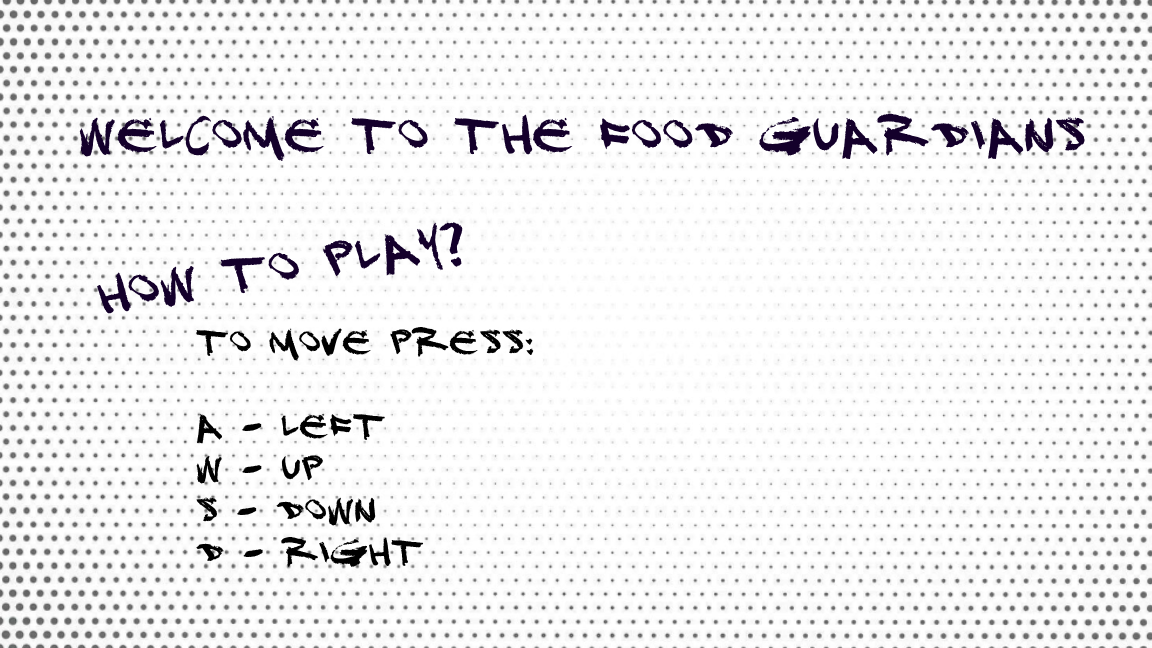 WELCOME TO THE FOOD GUARDIANS
HOW TO PLAY?
TO MOVE PRESS:
A - LEFT
W - UP
S - DOWN
D - RIGHT